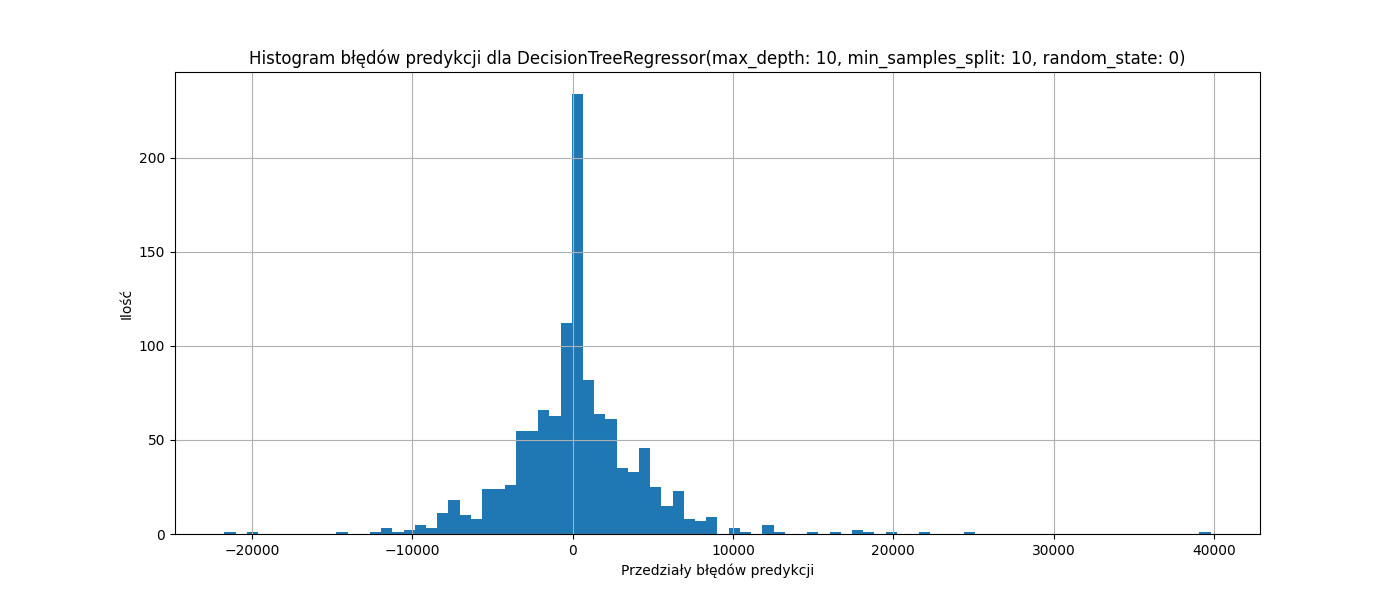 Histogram błędów predykcji dla DecisionTreeRegressor(max_depth: 10, min_samples_split: 10, random_state: 0)
200
150
100
50
0
Ilość
−20000 −10000 0 10000 20000 30000 40000
Przedziały błędów predykcji